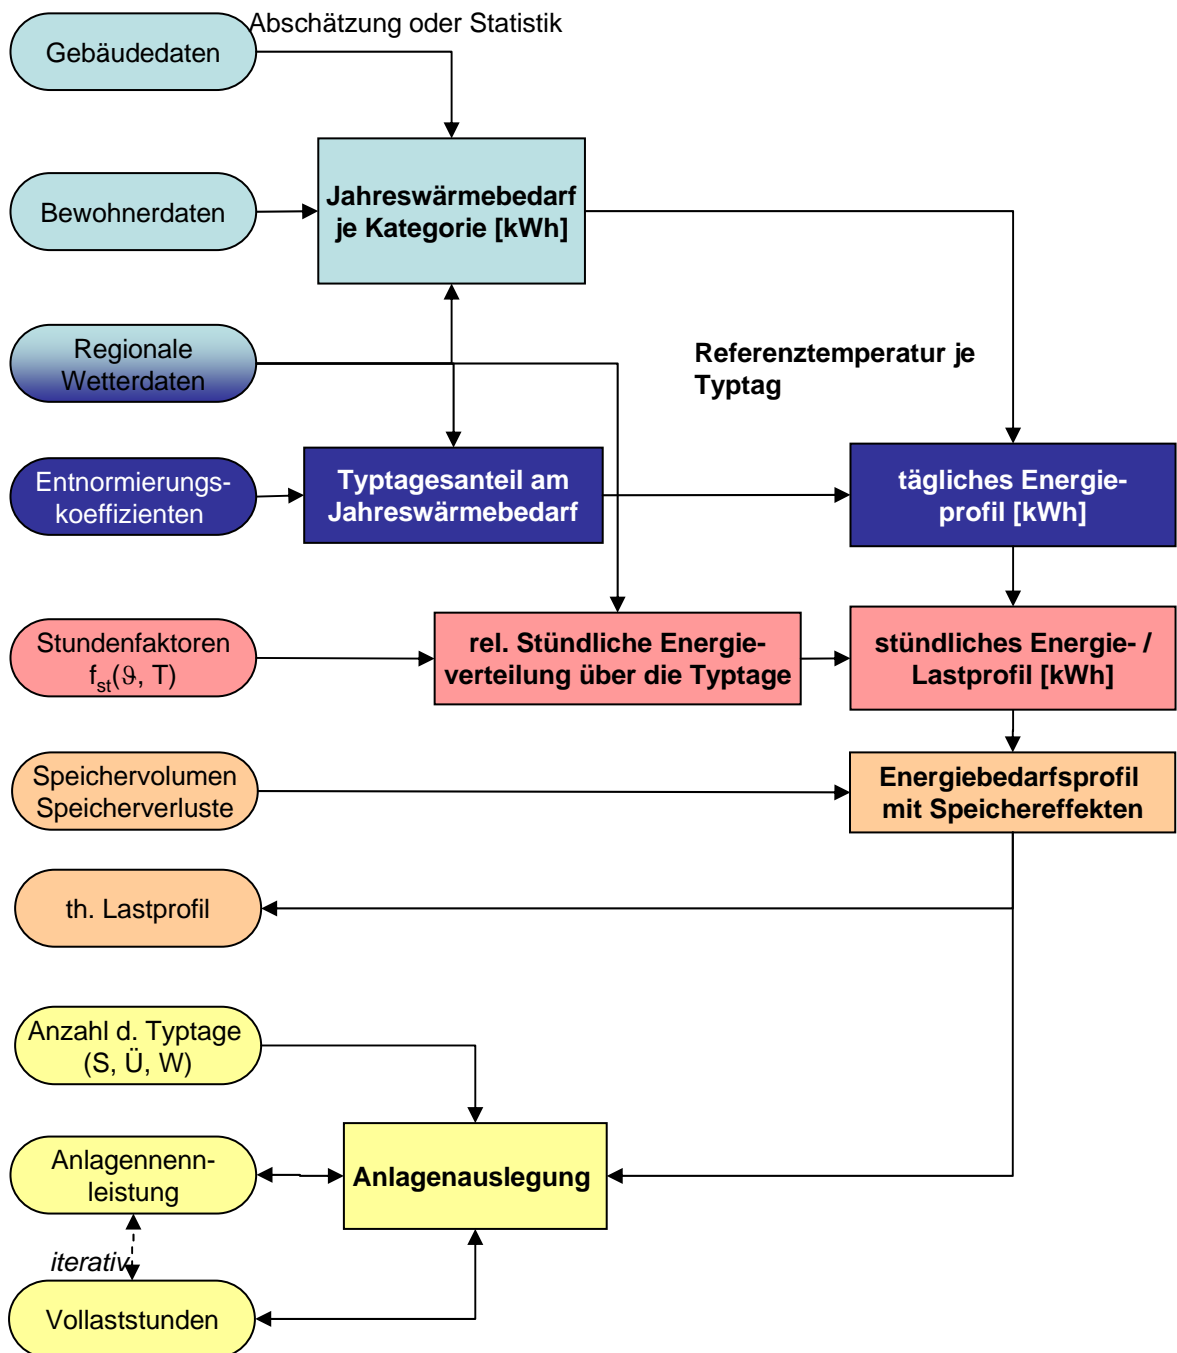 Abschätzung oder Statistik
Gebäudedaten
Bewohnerdaten
Jahreswärmebedarf
je Kategorie [kWh]
Regionale
Wetterdaten
Referenztemperatur je
Typtag
Entnormierungs-
koeffizienten
Typtagesanteil am
Jahreswärmebedarf
tägliches Energie-
profil [kWh]
Stundenfaktoren
f_st(ϑ, T)
rel. Stündliche Energie-
verteilung über die Typtage
stündliches Energie- /
Lastprofil [kWh]
Speichervolumen
Speicherverluste
Energiebedarfsprofil
mit Speichereffekten
th. Lastprofil
Anzahl d. Typtage
(S, Ü, W)
Anlagennenn-
leistung
Anlagenauslegung
iterativ
Vollaststunden